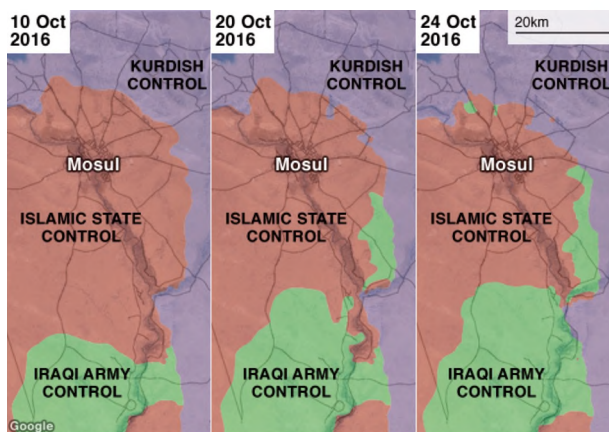 10 Oct
2016
KURDISH
CONTROL
Mosul
ISLAMIC STATE
CONTROL
IRAQI ARMY
CONTROL
Google
20 Oct
2016
KURDISH
CONTROL
Mosul
ISLAMIC STATE
CONTROL
IRAQI ARMY
CONTROL
24 Oct
2016
20km
KURDISH
CONTROL
Mosul
ISLAMIC STATE
CONTROL
IRAQI ARMY
CONTROL